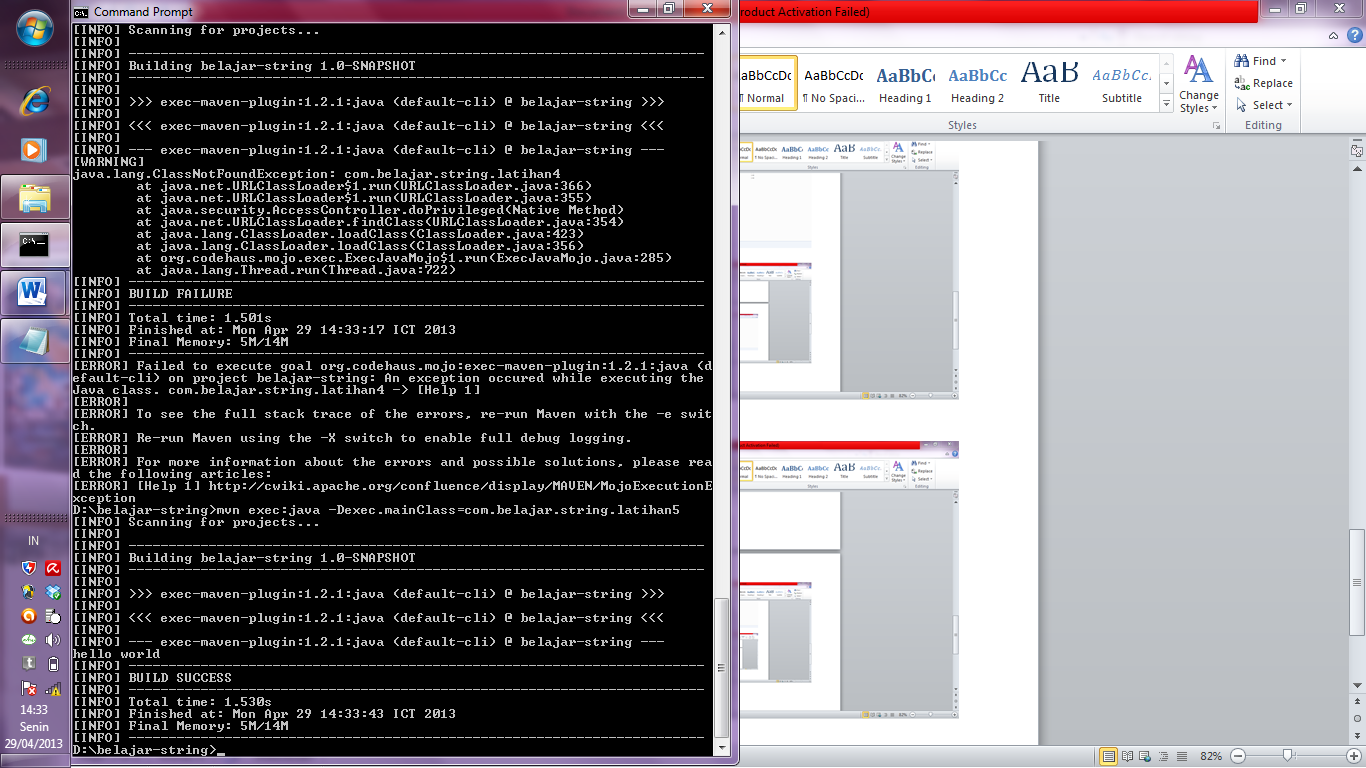 Command Prompt
[INFO] Scanning for projects...
[INFO]
[INFO] ------------------------------------------------------------------------
[INFO] Building belajar-string 1.0-SNAPSHOT
[INFO] ------------------------------------------------------------------------
[INFO]
[INFO] >>> exec-maven-plugin:1.2.1:java (default-cli) @ belajar-string >>>
[INFO]
[INFO] <<< exec-maven-plugin:1.2.1:java (default-cli) @ belajar-string <<<
[INFO]
[INFO] --- exec-maven-plugin:1.2.1:java (default-cli) @ belajar-string ---
[WARNING]
java.lang.ClassNotFoundException: com.belajar.string.latihan4
at java.net.URLClassLoader$1.run(URLClassLoader.java:366)
at java.net.URLClassLoader$1.run(URLClassLoader.java:355)
at java.security.AccessController.doPrivileged(Native Method)
at java.net.URLClassLoader.findClass(URLClassLoader.java:354)
at java.lang.ClassLoader.loadClass(ClassLoader.java:423)
at java.lang.ClassLoader.loadClass(ClassLoader.java:356)
at org.codehaus.mojo.exec.ExecJavaMojo$1.run(ExecJavaMojo.java:285)
at java.lang.Thread.run(Thread.java:722)
[INFO] ------------------------------------------------------------------------
[INFO] BUILD FAILURE
[INFO] ------------------------------------------------------------------------
[INFO] Total time: 1.501s
[INFO] Finished at: Mon Apr 29 14:33:17 ICT 2013
[INFO] Final Memory: 5M/14M
[INFO] ------------------------------------------------------------------------
[ERROR] Failed to execute goal org.codehaus.mojo:exec-maven-plugin:1.2.1:java (d
efault-cli) on project belajar-string: An exception occured while executing the
Java class. com.belajar.string.latihan4 -> [Help 1]
[ERROR]
[ERROR] To see the full stack trace of the errors, re-run Maven with the -e swit
ch.
[ERROR] Re-run Maven using the -X switch to enable full debug logging.
[ERROR]
[ERROR] For more information about the errors and possible solutions, please rea
d the following articles:
[ERROR] [Help 1] http://cwiki.apache.org/confluence/display/MAVEN/MojoExecutionE
xception
D:\belajar-string>mvn exec:java -Dexec.mainClass=com.belajar.string.latihan5
[INFO] Scanning for projects...
[INFO]
[INFO] ------------------------------------------------------------------------
[INFO] Building belajar-string 1.0-SNAPSHOT
[INFO] ------------------------------------------------------------------------
[INFO]
[INFO] >>> exec-maven-plugin:1.2.1:java (default-cli) @ belajar-string >>>
[INFO]
[INFO] <<< exec-maven-plugin:1.2.1:java (default-cli) @ belajar-string <<<
[INFO]
[INFO] --- exec-maven-plugin:1.2.1:java (default-cli) @ belajar-string ---
hello world
[INFO] ------------------------------------------------------------------------
[INFO] BUILD SUCCESS
[INFO] ------------------------------------------------------------------------
[INFO] Total time: 1.530s
[INFO] Finished at: Mon Apr 29 14:33:43 ICT 2013
[INFO] Final Memory: 5M/14M
[INFO] ------------------------------------------------------------------------
D:\belajar-string>_
roduct Activation Failed)
AaBbCcDc AaBbCcDc AaBbCc AaBbCc AaB AaBbCc.
¶ Normal ¶ No Spaci... Heading 1 Heading 2 Title Subtitle
Change Styles
Find
Replace
Select
Styles
Editing
82%
IN
14:33
Senin
29/04/2013